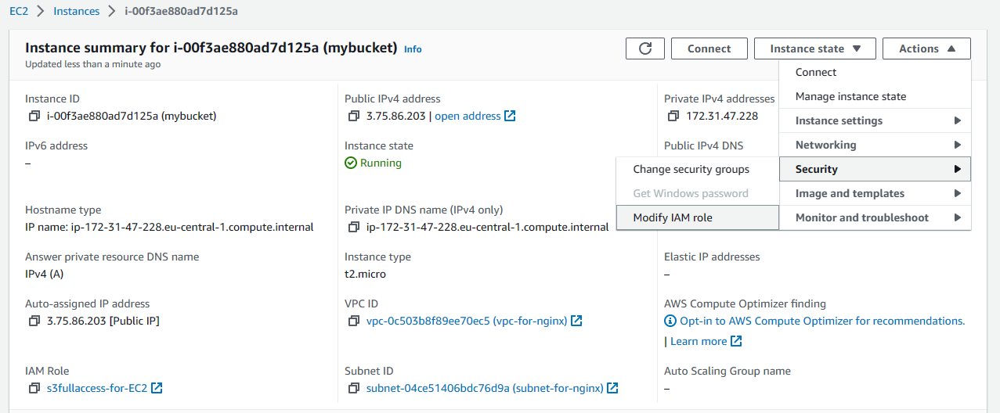 EC2 > Instances > i-00f3ae880ad7d125a
Instance summary for i-00f3ae880ad7d125a (mybucket) Info
Updated less than a minute ago
Connect
Instance state
Actions
Connect
Manage instance state
Instance settings
Networking
Security
Image and templates
Monitor and troubleshoot
Change security groups
Get Windows password
Modify IAM role
Instance ID
i-00f3ae880ad7d125a (mybucket)
Public IPv4 address
3.75.86.203 | open address
Private IPv4 addresses
172.31.47.228
IPv6 address
–
Instance state
Running
Public IPv4 DNS
Hostname type
IP name: ip-172-31-47-228.eu-central-1.compute.internal
Private IP DNS name (IPv4 only)
ip-172-31-47-228.eu-central-1.compute.internal
Answer private resource DNS name
IPv4 (A)
Instance type
t2.micro
Elastic IP addresses
–
Auto-assigned IP address
3.75.86.203 [Public IP]
VPC ID
vpc-0c503b8f89ee70ec5 (vpc-for-nginx)
AWS Compute Optimizer finding
Opt-in to AWS Compute Optimizer for recommendations.
| Learn more
IAM Role
s3fullaccess-for-EC2
Subnet ID
subnet-04ce51406bdc76d9a (subnet-for-nginx)
Auto Scaling Group name
–